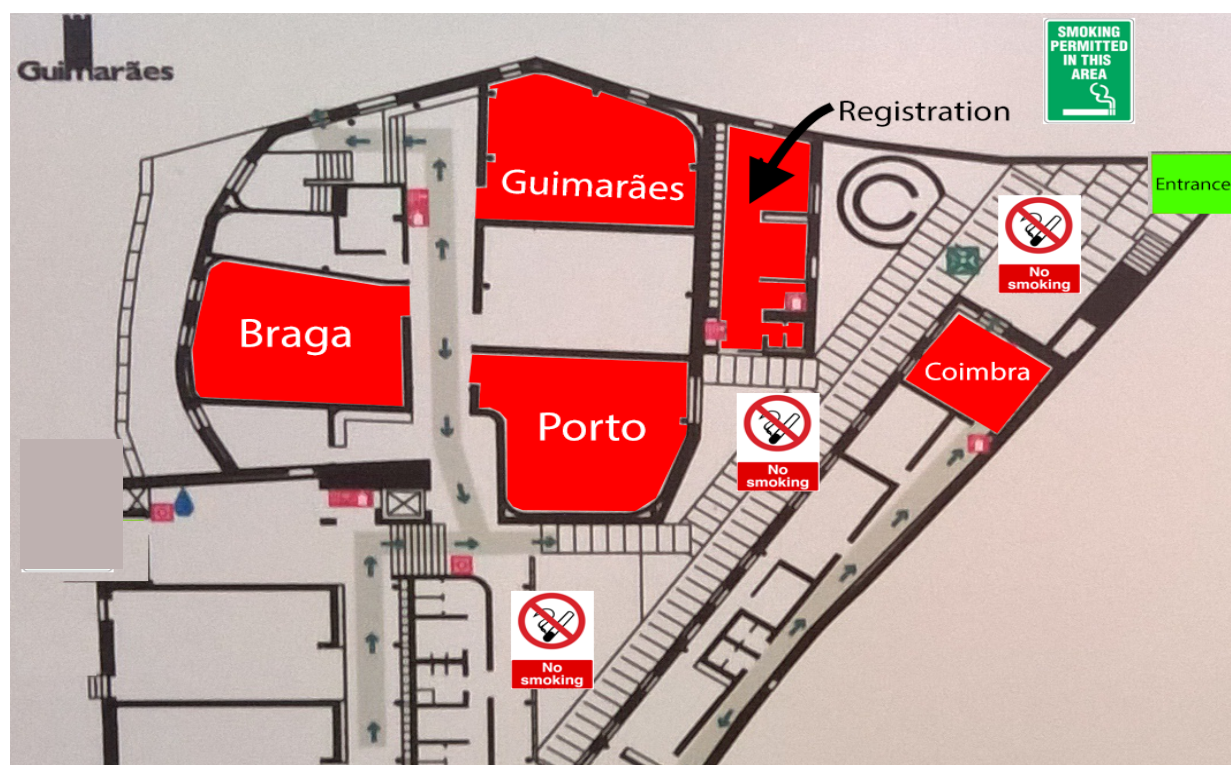 Guimarães
SMOKING
PERMITTED
IN THIS
AREA
Registration
Guimarães
Entrance
No
smoking
Braga
Coimbra
Porto
No
smoking
No
smoking